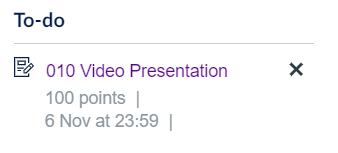 To-do
010 Video Presentation
100 points |
6 Nov at 23:59 |